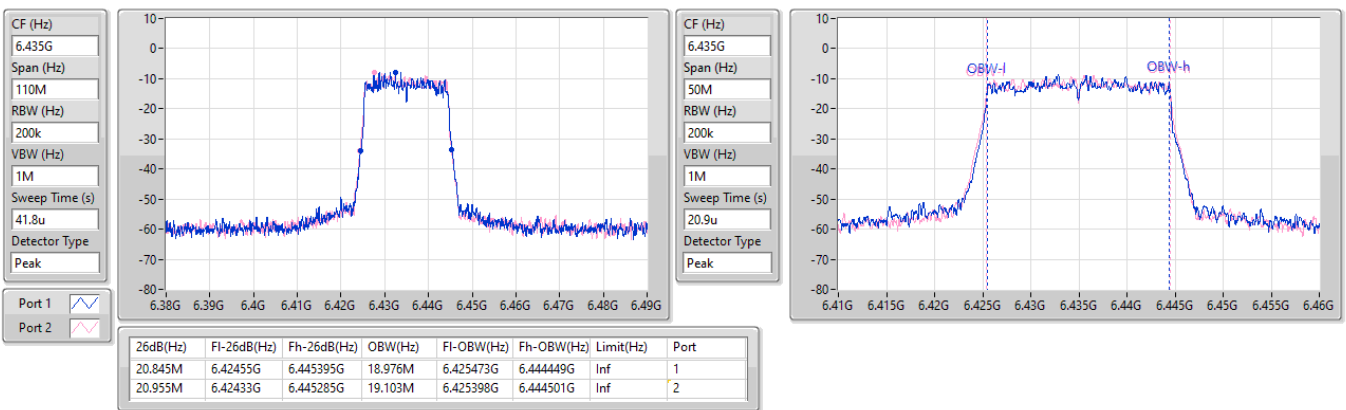 CF (Hz)
6.435G
Span (Hz)
110M
RBW (Hz)
200k
VBW (Hz)
1M
Sweep Time (s)
41.8u
Detector Type
Peak
Port 1
Port 2
10
0
-10
-20
-30
-40
-50
-60
-70
-80
6.38G 6.39G 6.4G 6.41G 6.42G 6.43G 6.44G 6.45G 6.46G 6.47G 6.48G 6.49G
CF (Hz)
6.435G
Span (Hz)
50M
RBW (Hz)
200k
VBW (Hz)
1M
Sweep Time (s)
20.9u
Detector Type
Peak
10
0
-10
-20
-30
-40
-50
-60
-70
-80
OBW-l OBW-h
6.41G 6.415G 6.42G 6.425G 6.43G 6.435G 6.44G 6.445G 6.45G 6.455G 6.46G
26dB(Hz) Fl-26dB(Hz) Fh-26dB(Hz) OBW(Hz) Fl-OBW(Hz) Fh-OBW(Hz) Limit(Hz) Port
20.845M 6.42455G 6.445395G 18.976M 6.425473G 6.444449G Inf 1
20.955M 6.42433G 6.445285G 19.103M 6.425398G 6.444501G Inf 2